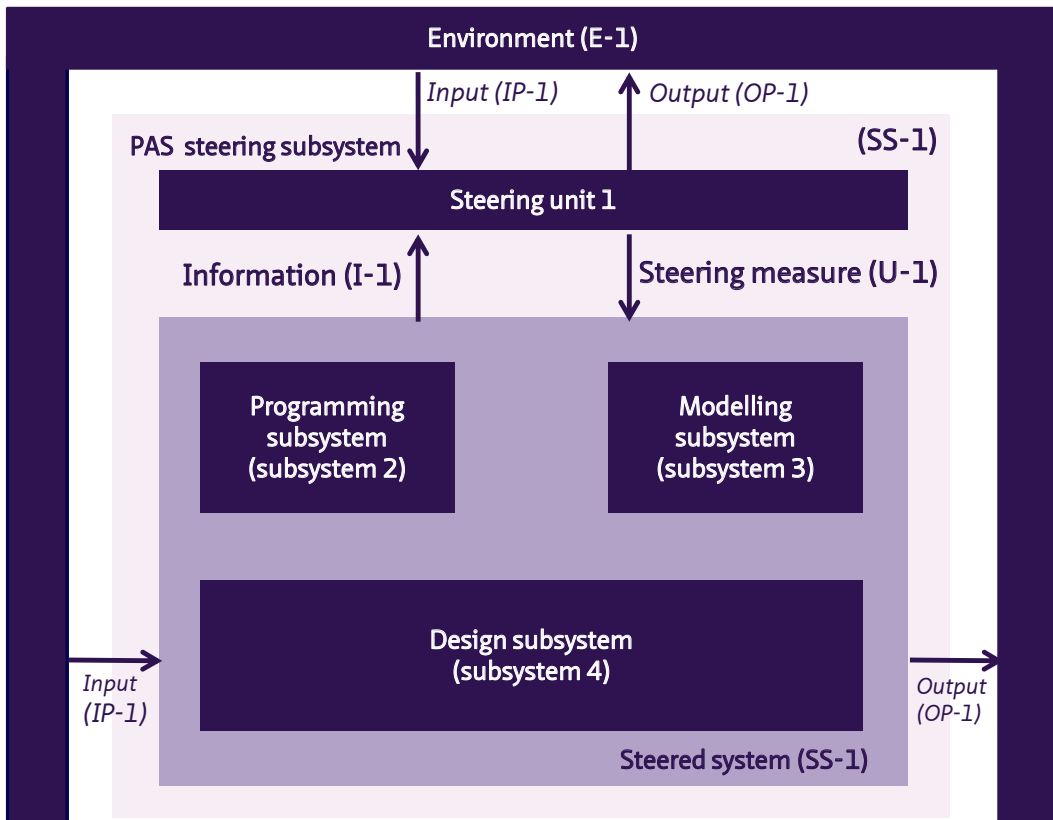 Environment (E-1)
Input (IP-1)
Output (OP-1)
PAS steering subsystem
(SS-1)
Steering unit 1
Information (I-1)
Steering measure (U-1)
Programming
subsystem
(subsystem 2)
Modelling
subsystem
(subsystem 3)
Design subsystem
(subsystem 4)
Input
(IP-1)
Output
(OP-1)
Steered system (SS-1)